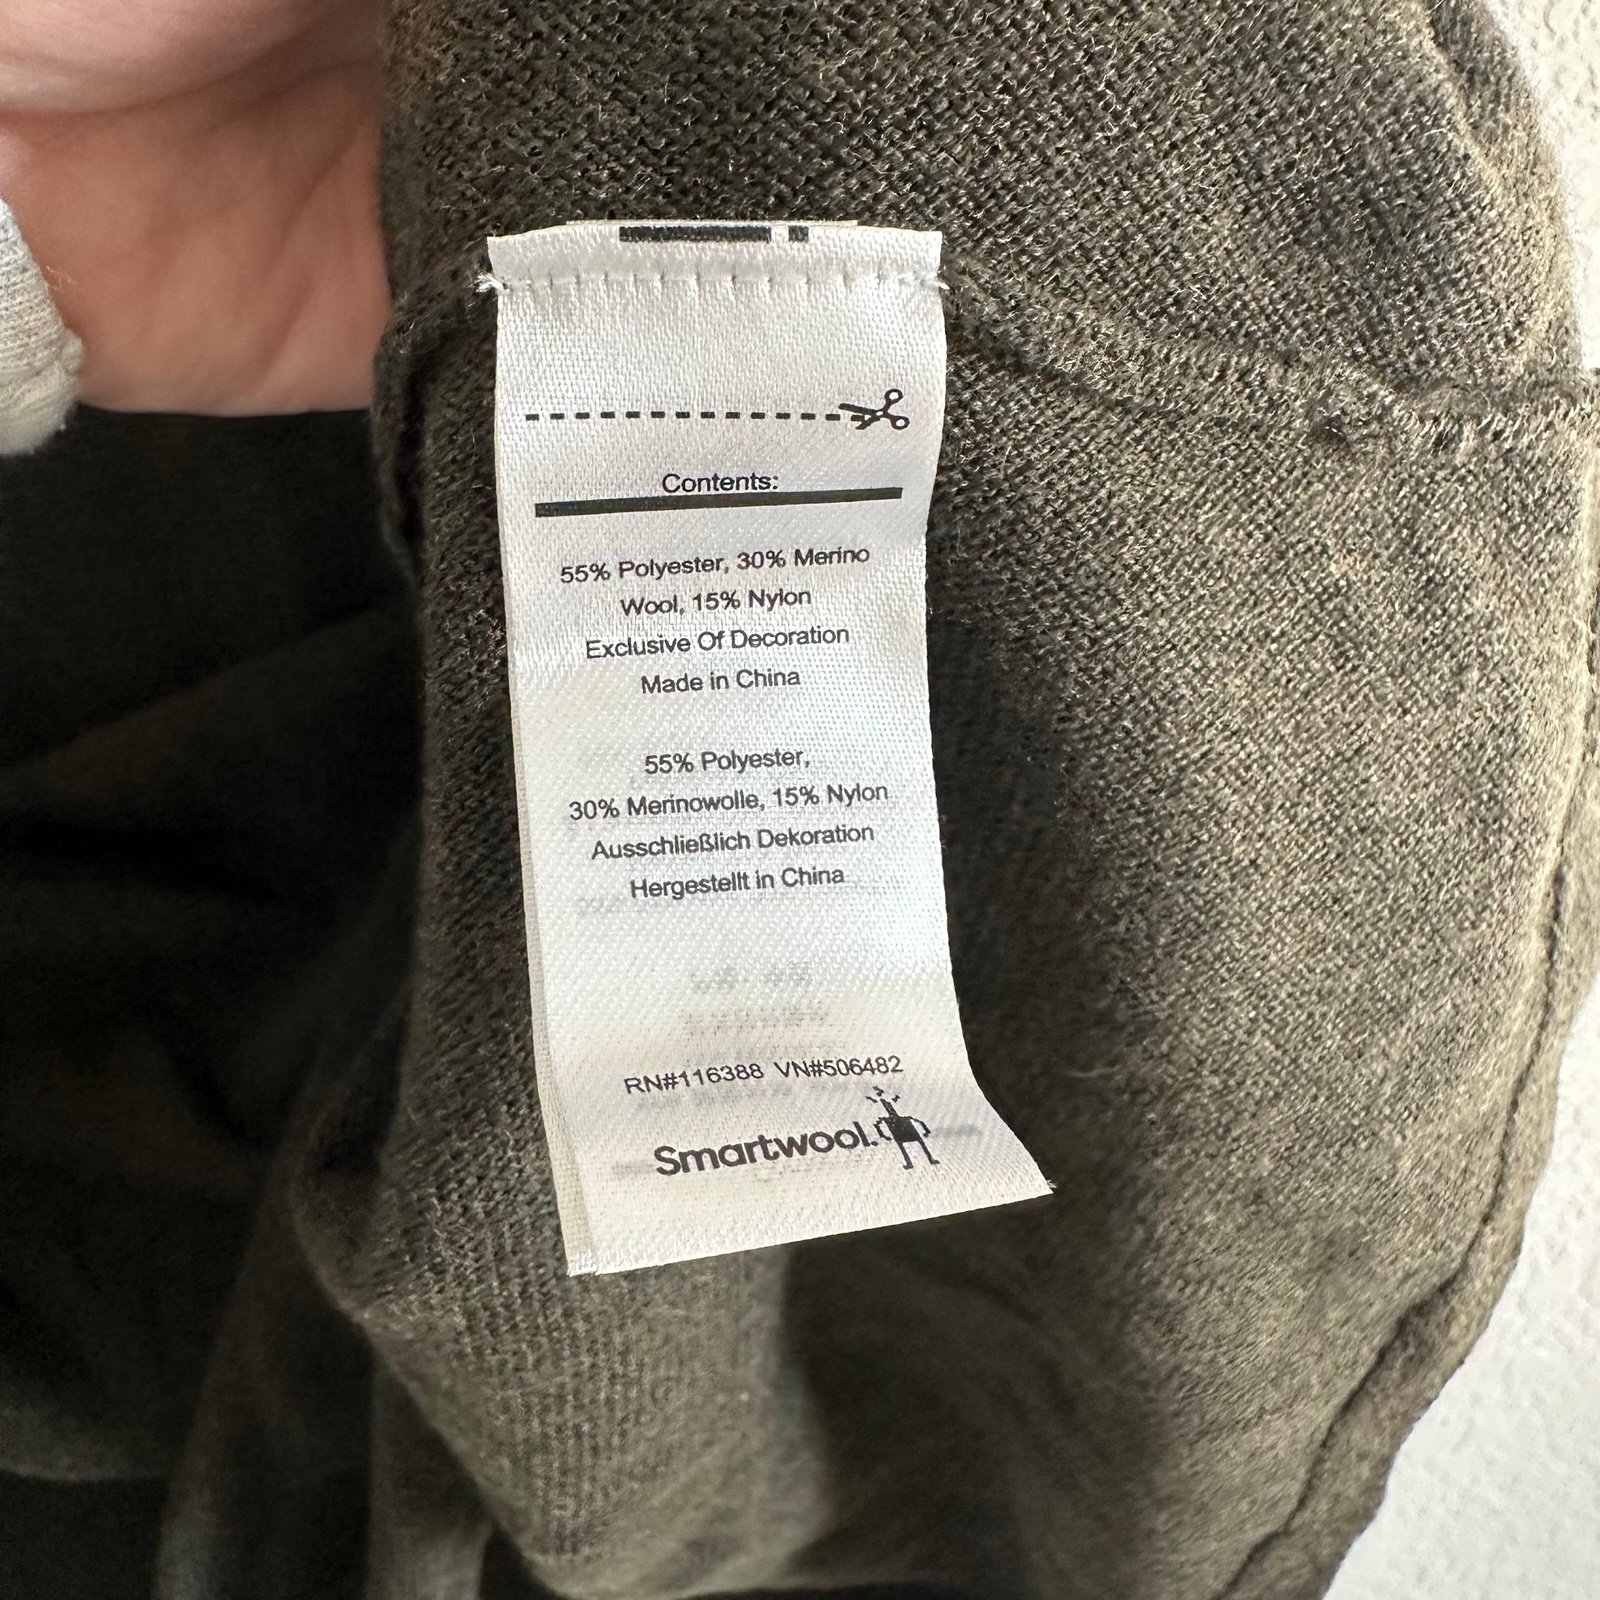 Contents:
55% Polyester, 30% Merino
Wool, 15% Nylon
Exclusive Of Decoration
Made in China
55% Polyester,
30% Merinowolle, 15% Nylon
Ausschließlich Dekoration
Hergestellt in China
RN#116388 VN#506482
Smartwool.